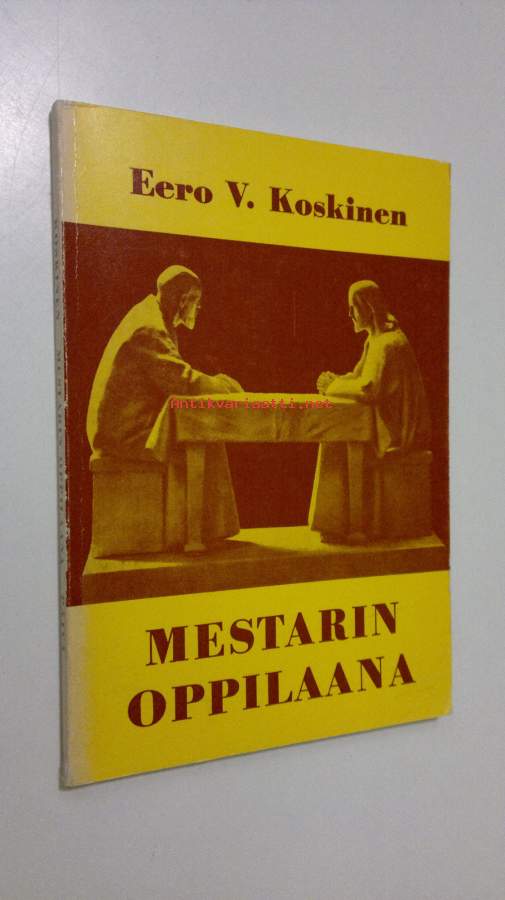 Eero V. Koskinen
Antikvariaatti.net
MESTARIN
OPPILAANA